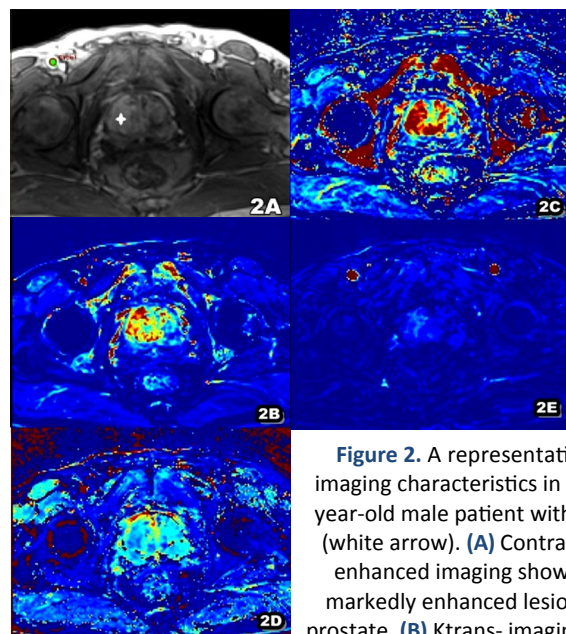 2A
2C
2B
2E
2D
Figure 2. A representati
imaging characteristics in
year-old male patient with
(white arrow). (A) Contra
enhanced imaging show
markedly enhanced lesio
prostate. (B) Ktrans- imagin